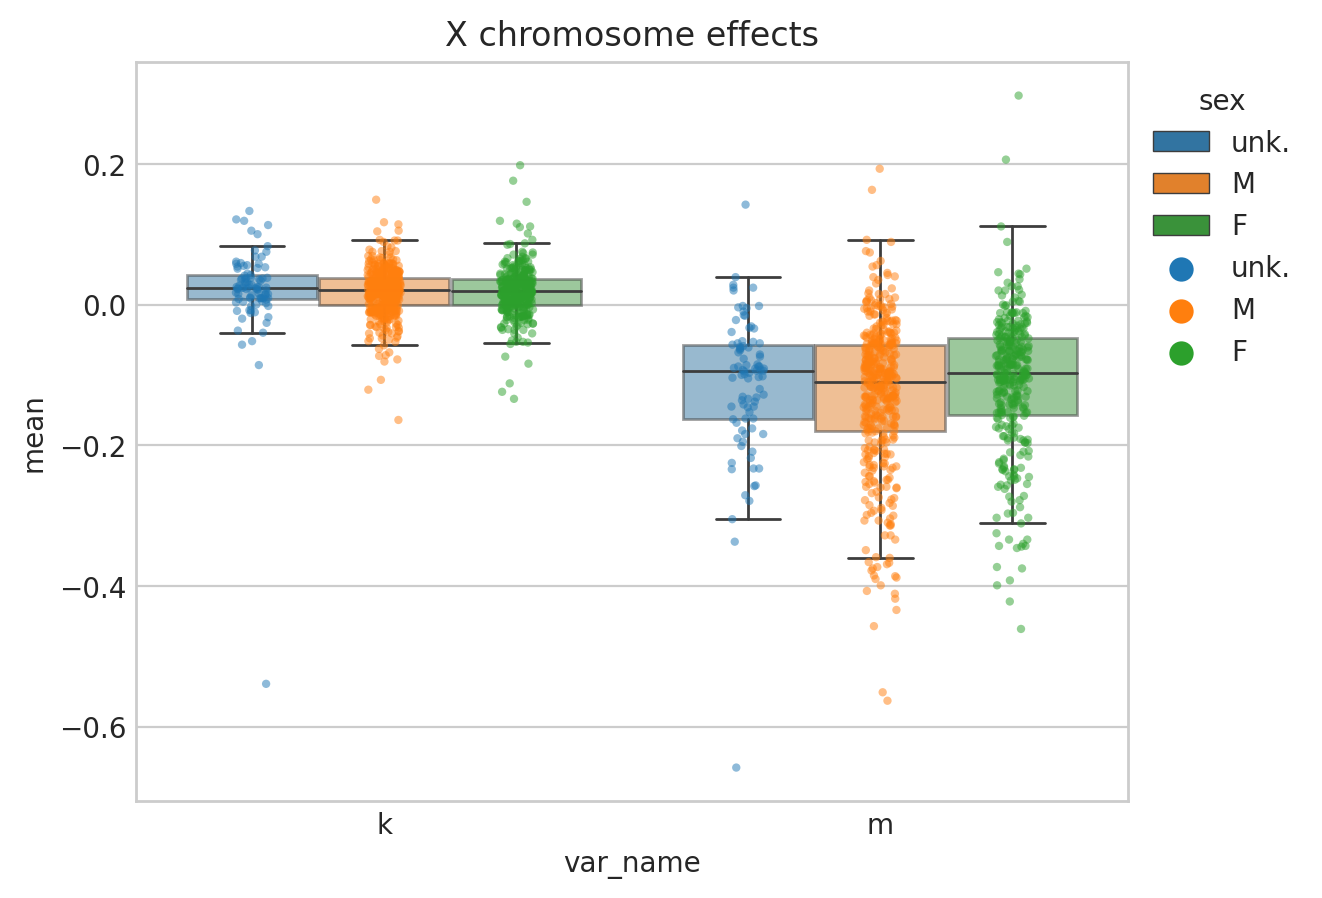 X chromosome effects
mean
0.2
0.0
−0.2
−0.4
−0.6
k
m
var_name
sex
unk.
M
F
unk.
M
F